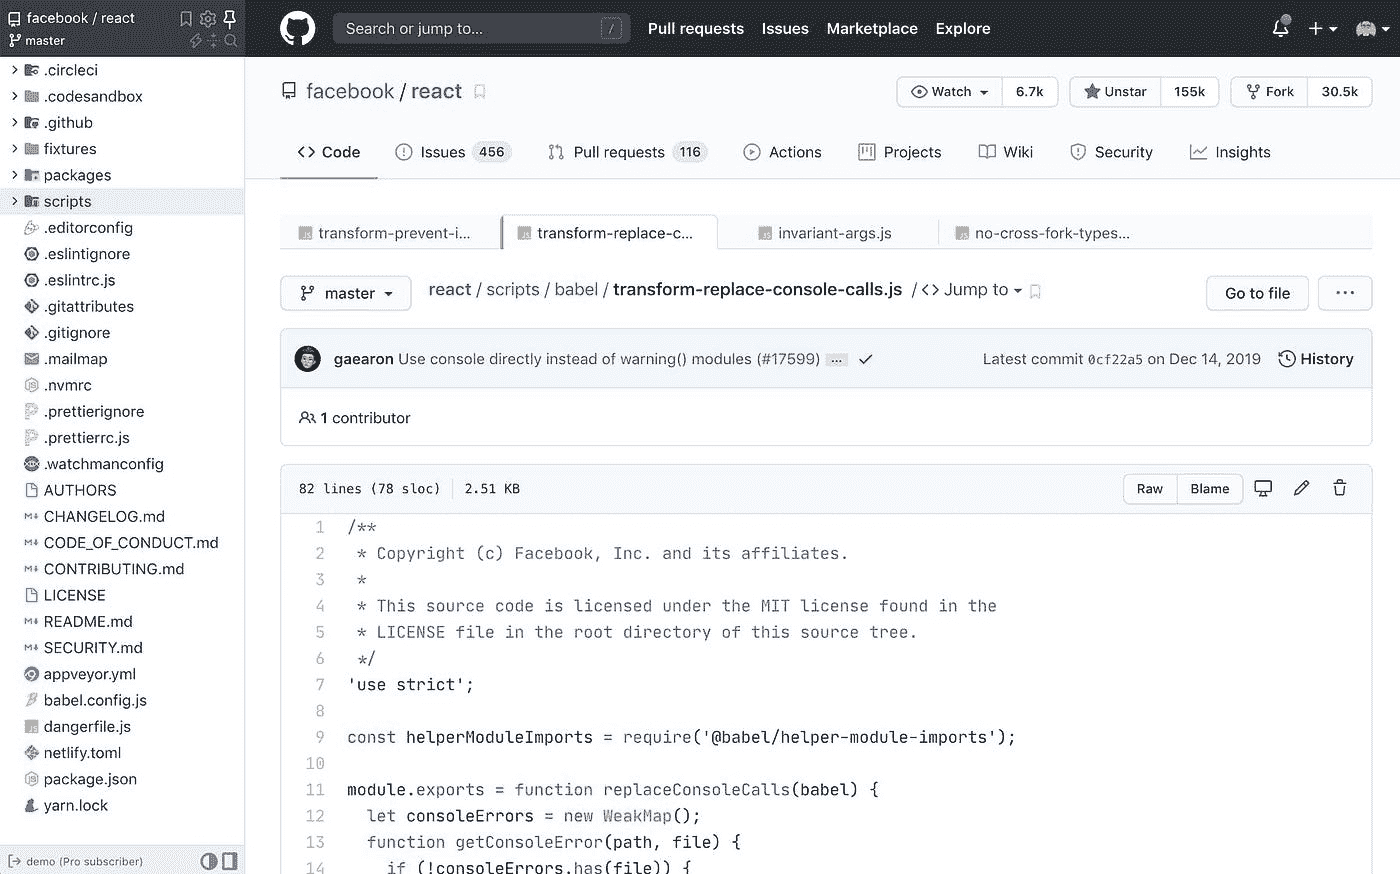 facebook / react
master
.circleci
.codesandbox
.github
fixtures
packages
scripts
.editorconfig
.eslintignore
.eslintrc.js
.gitattributes
.gitignore
.mailmap
.nvmrc
.prettierignore
.prettierrc.js
.watchmanconfig
AUTHORS
CHANGELOG.md
CODE_OF_CONDUCT.md
CONTRIBUTING.md
LICENSE
README.md
SECURITY.md
appveyor.yml
babel.config.js
dangerfile.js
netlify.toml
package.json
yarn.lock
demo (Pro subscriber)
Search or jump to... / Pull requests Issues Marketplace Explore
facebook / react Watch 6.7k Unstar 155k Fork 30.5k
Code Issues 456 Pull requests 116 Actions Projects Wiki Security Insights
transform-prevent-i... transform-replace-c... invariant-args.js no-cross-fork-types...
master react / scripts / babel / transform-replace-console-calls.js / <> Jump to Go to file ...
gaearon Use console directly instead of warning() modules (#17599) ... Latest commit 0cf22a5 on Dec 14, 2019 History
1 contributor
82 lines (78 sloc) 2.51 KB Raw Blame
1 /**
2 * Copyright (c) Facebook, Inc. and its affiliates.
3 *
4 * This source code is licensed under the MIT license found in the
5 * LICENSE file in the root directory of this source tree.
6 */
7 'use strict';
8
9 const helperModuleImports = require('@babel/helper-module-imports');
10
11 module.exports = function replaceConsoleCalls(babel) {
12 let consoleErrors = new WeakMap();
13 function getConsoleError(path, file) {
14 if (!consoleErrors.has(file)) {